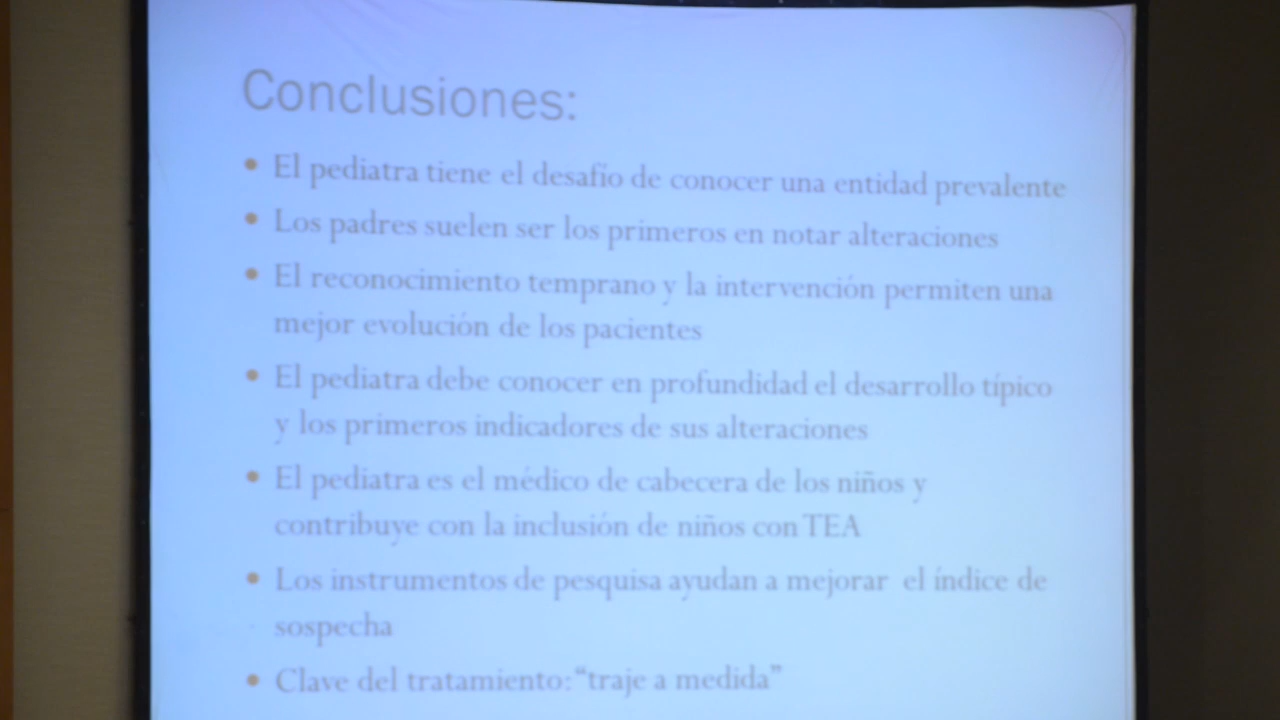 Conclusiones:
• El pediatra tiene el desafío de conocer una entidad prevalente
• Los padres suelen ser los primeros en notar alteraciones
• El reconocimiento temprano y la intervención permiten una
mejor evolución de los pacientes
• El pediatra debe conocer en profundidad el desarrollo típico
y los primeros indicadores de sus alteraciones
• El pediatra es el médico de cabecera de los niños y
contribuye con la inclusión de niños con TEA
• Los instrumentos de pesquisa ayudan a mejorar el índice de
sospecha
• Clave del tratamiento: “traje a medida”